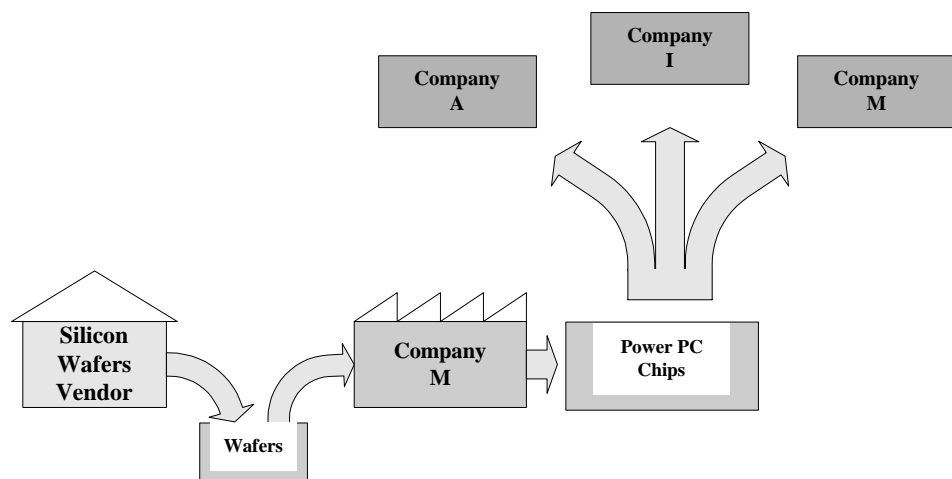 Company
I
Company
A
Company
M
Silicon
Wafers
Vendor
Company
M
Power PC
Chips
Wafers